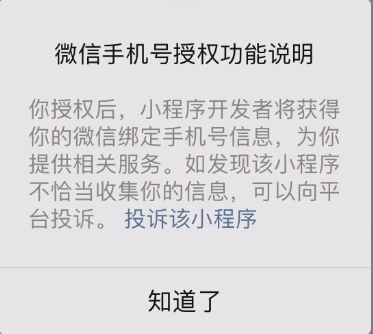 微信手机号授权功能说明
你授权后，小程序开发者将获得
你的微信绑定手机号信息，为你
提供相关服务。如发现该小程序
不恰当收集你的信息，可以向平
台投诉。 投诉该小程序
知道了